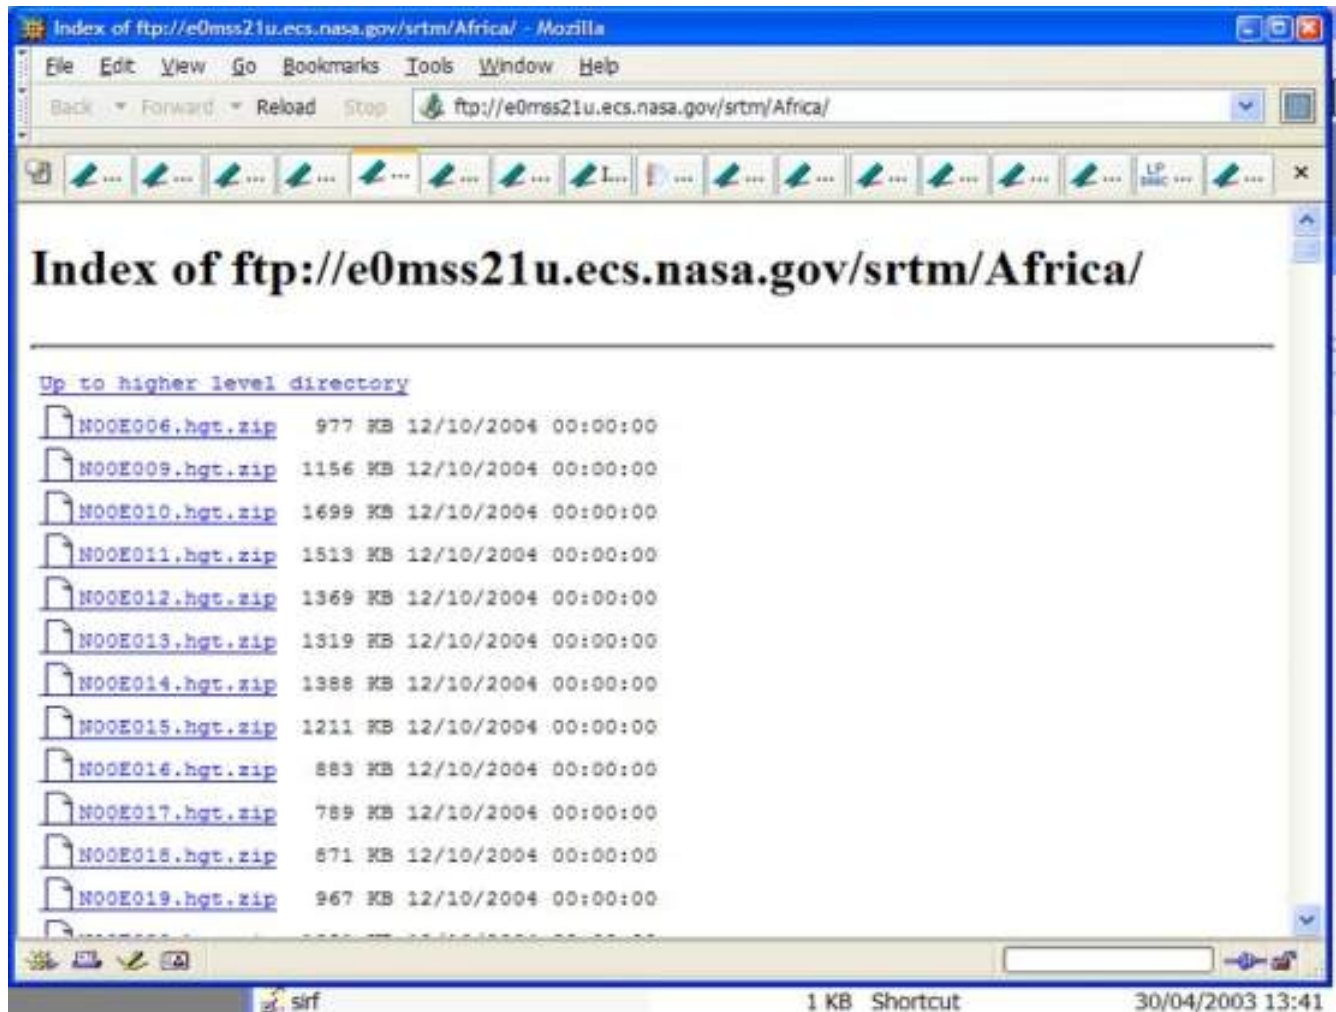 Index of ftp://e0mss21u.ecs.nasa.gov/srtm/Africa/ - Mozilla
File Edit View Go Bookmarks Tools Window Help
Back Forward Reload Stop ftp://e0mss21u.ecs.nasa.gov/srtm/Africa/
... ... ... ... ... ... ... I... ... ... ... ... ... ... ... LP ... ...
Index of ftp://e0mss21u.ecs.nasa.gov/srtm/Africa/
Up to higher level directory
N00E006.hgt.zip 977 KB 12/10/2004 00:00:00
N00E009.hgt.zip 1156 KB 12/10/2004 00:00:00
N00E010.hgt.zip 1699 KB 12/10/2004 00:00:00
N00E011.hgt.zip 1513 KB 12/10/2004 00:00:00
N00E012.hgt.zip 1369 KB 12/10/2004 00:00:00
N00E013.hgt.zip 1319 KB 12/10/2004 00:00:00
N00E014.hgt.zip 1388 KB 12/10/2004 00:00:00
N00E015.hgt.zip 1211 KB 12/10/2004 00:00:00
N00E016.hgt.zip 883 KB 12/10/2004 00:00:00
N00E017.hgt.zip 789 KB 12/10/2004 00:00:00
N00E018.hgt.zip 871 KB 12/10/2004 00:00:00
N00E019.hgt.zip 967 KB 12/10/2004 00:00:00
sirf 1 KB Shortcut 30/04/2003 13:41